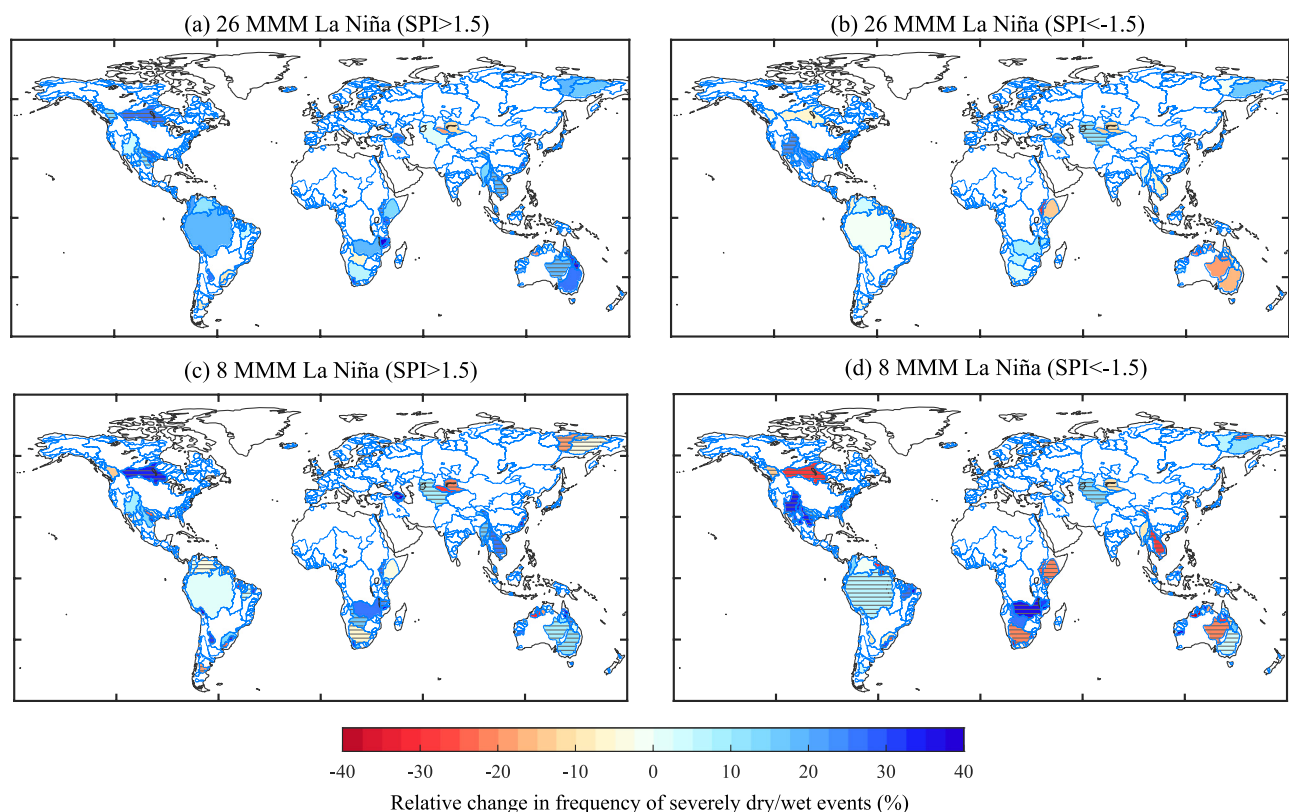 (a) 26 MMM La Niña (SPI>1.5)
(b) 26 MMM La Niña (SPI<-1.5)
(c) 8 MMM La Niña (SPI>1.5)
(d) 8 MMM La Niña (SPI<-1.5)
-40 -30 -20 -10 0 10 20 30 40
Relative change in frequency of severely dry/wet events (%)